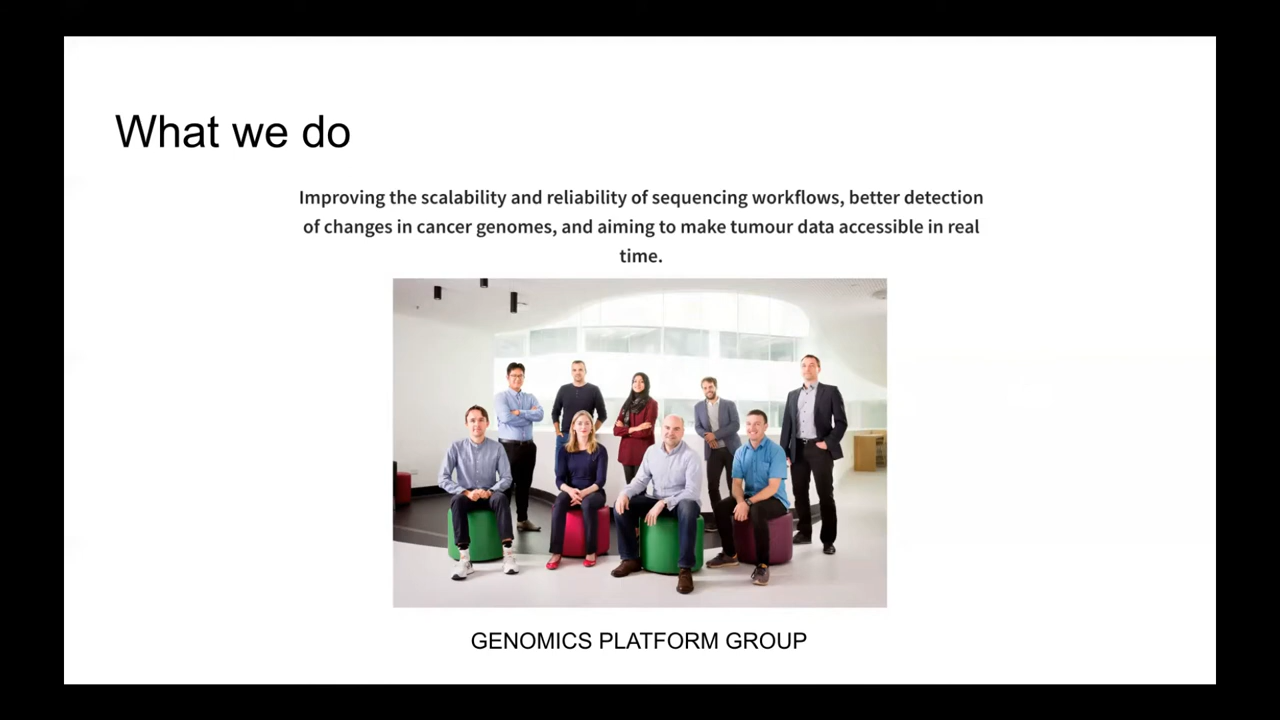 What we do
Improving the scalability and reliability of sequencing workflows, better detection
of changes in cancer genomes, and aiming to make tumour data accessible in real
time.
GENOMICS PLATFORM GROUP